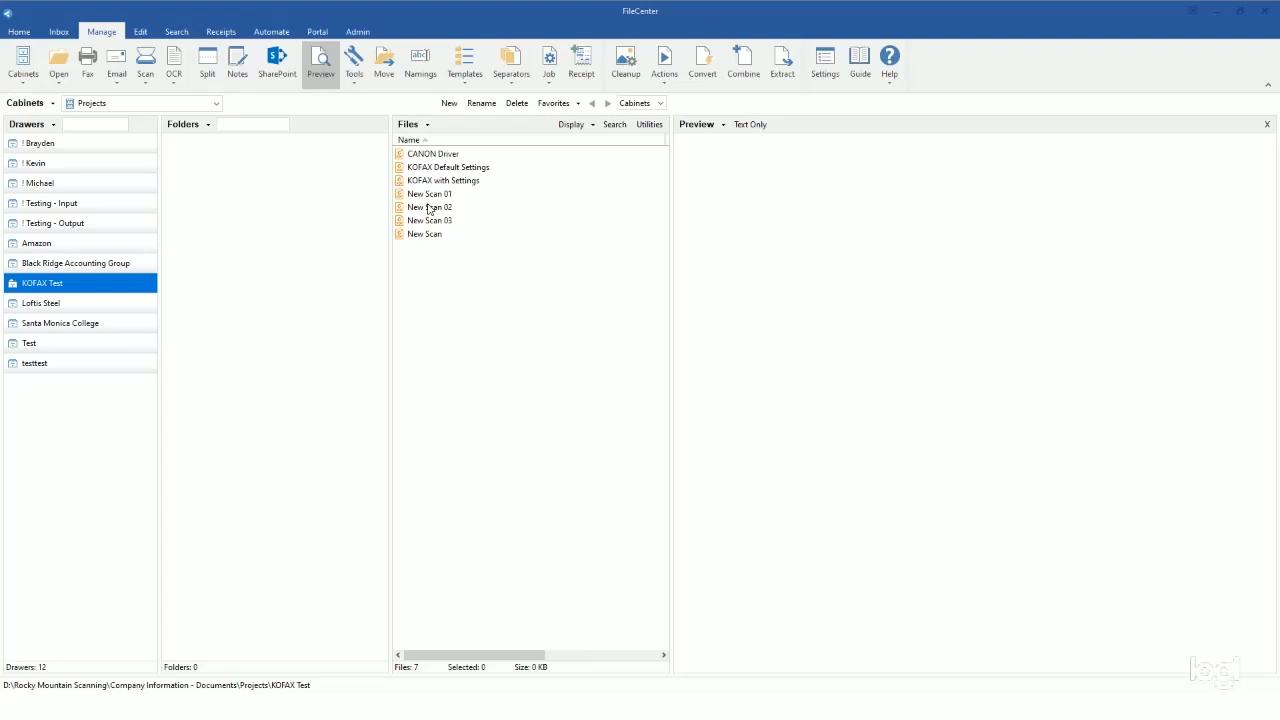 FileCenter
Home Inbox Manage Edit Search Receipts Automate Portal Admin
Cabinets Open Fax Email Scan OCR Split Notes SharePoint Preview Tools Move Namings Templates Separators Job Receipt Cleanup Actions Convert Combine Extract Settings Guide Help
Cabinets Projects New Rename Delete Favorites Cabinets
Drawers Folders Files Display Search Utilities Preview Text Only X
Name
! Brayden
! Kevin
! Michael
! Testing - Input
! Testing - Output
Amazon
Black Ridge Accounting Group
KOFAX Test
Loftis Steel
Santa Monica College
Test
testtest
CANON Driver
KOFAX Default Settings
KOFAX with Settings
New Scan 01
New Scan 02
New Scan 03
New Scan
Drawers: 12 Folders: 0 Files: 7 Selected: 0 Size: 0 KB
D:\Rocky Mountain Scanning\Company Information - Documents\Projects\KOFAX Test
logi